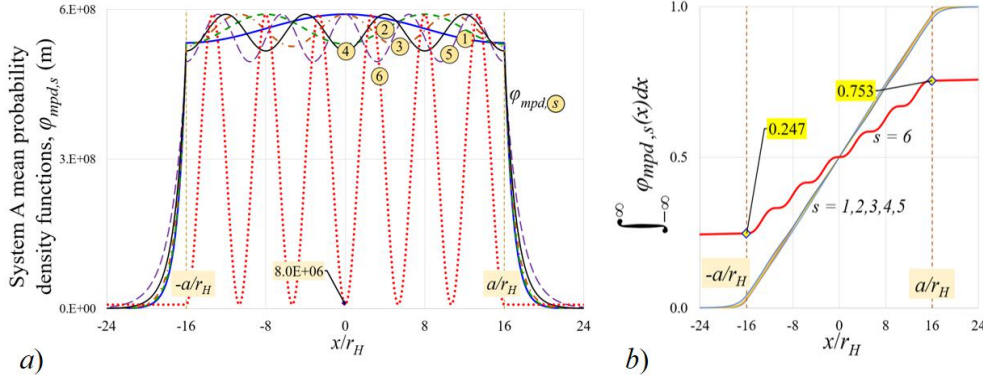 System A mean probability
density functions, φmpd,s (m)
6.E+08
3.E+08
0.E+00
-24
-16
-8
0
8
16
24
x/rH
-a/rH
a/rH
8.0E+06
1
2
3
4
5
6
φmpd,s
a)
∫-∞∞ φmpd,s(x)dx
1.0
0.5
0.0
-24
-16
-8
0
8
16
24
x/rH
0.247
0.753
s = 6
s = 1,2,3,4,5
-a/rH
a/rH
b)